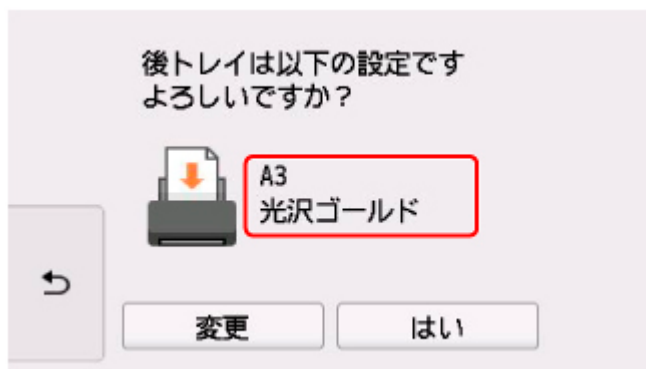 後トレイは以下の設定です
よろしいですか？
A3
光沢ゴールド
変更
はい